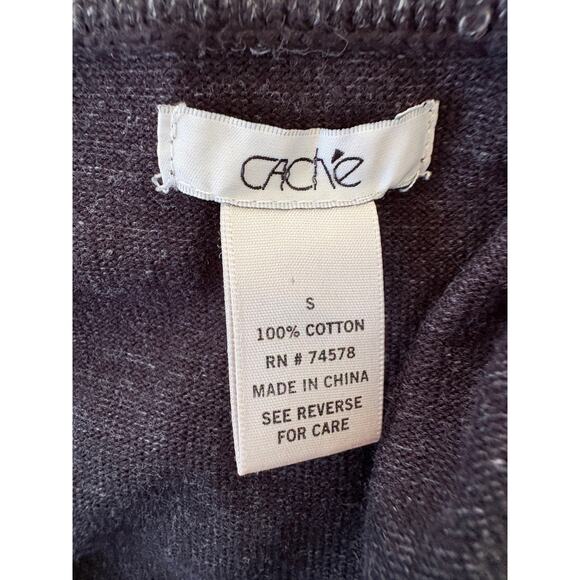 CACHÉ
S
100% COTTON
RN # 74578
MADE IN CHINA
SEE REVERSE
FOR CARE